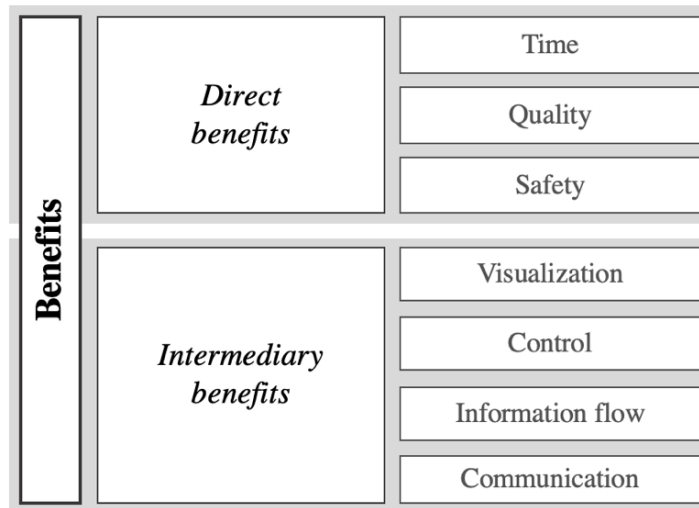 Benefits
Direct
benefits
Time
Quality
Safety
Intermediary
benefits
Visualization
Control
Information flow
Communication